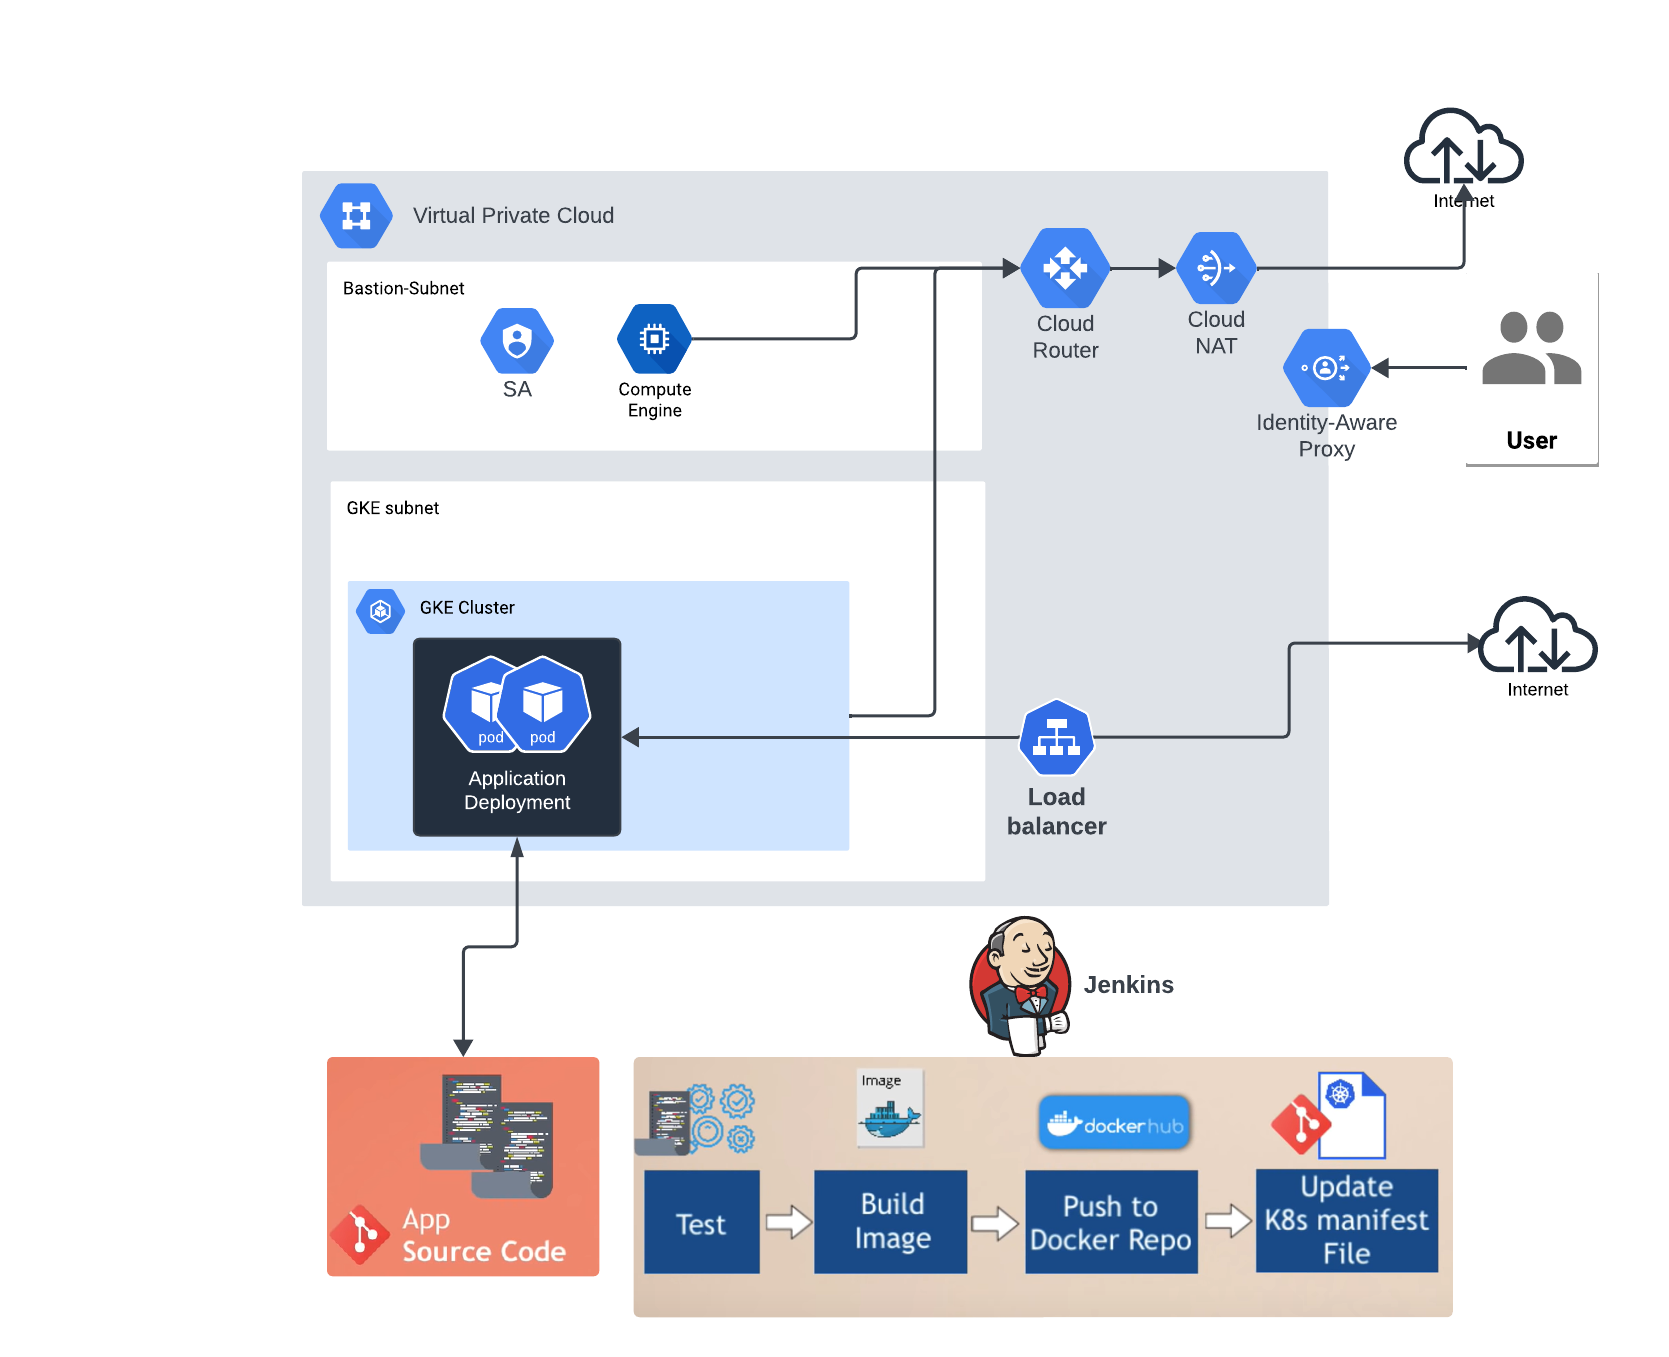 Internet
Virtual Private Cloud
Bastion-Subnet
SA
Compute
Engine
Cloud
Router
Cloud
NAT
Identity-Aware
Proxy
User
GKE subnet
GKE Cluster
pod
pod
Application
Deployment
Load
balancer
Internet
Jenkins
App
Source Code
Image
dockerhub
Test
Build
Image
Push to
Docker Repo
Update
K8s manifest
File